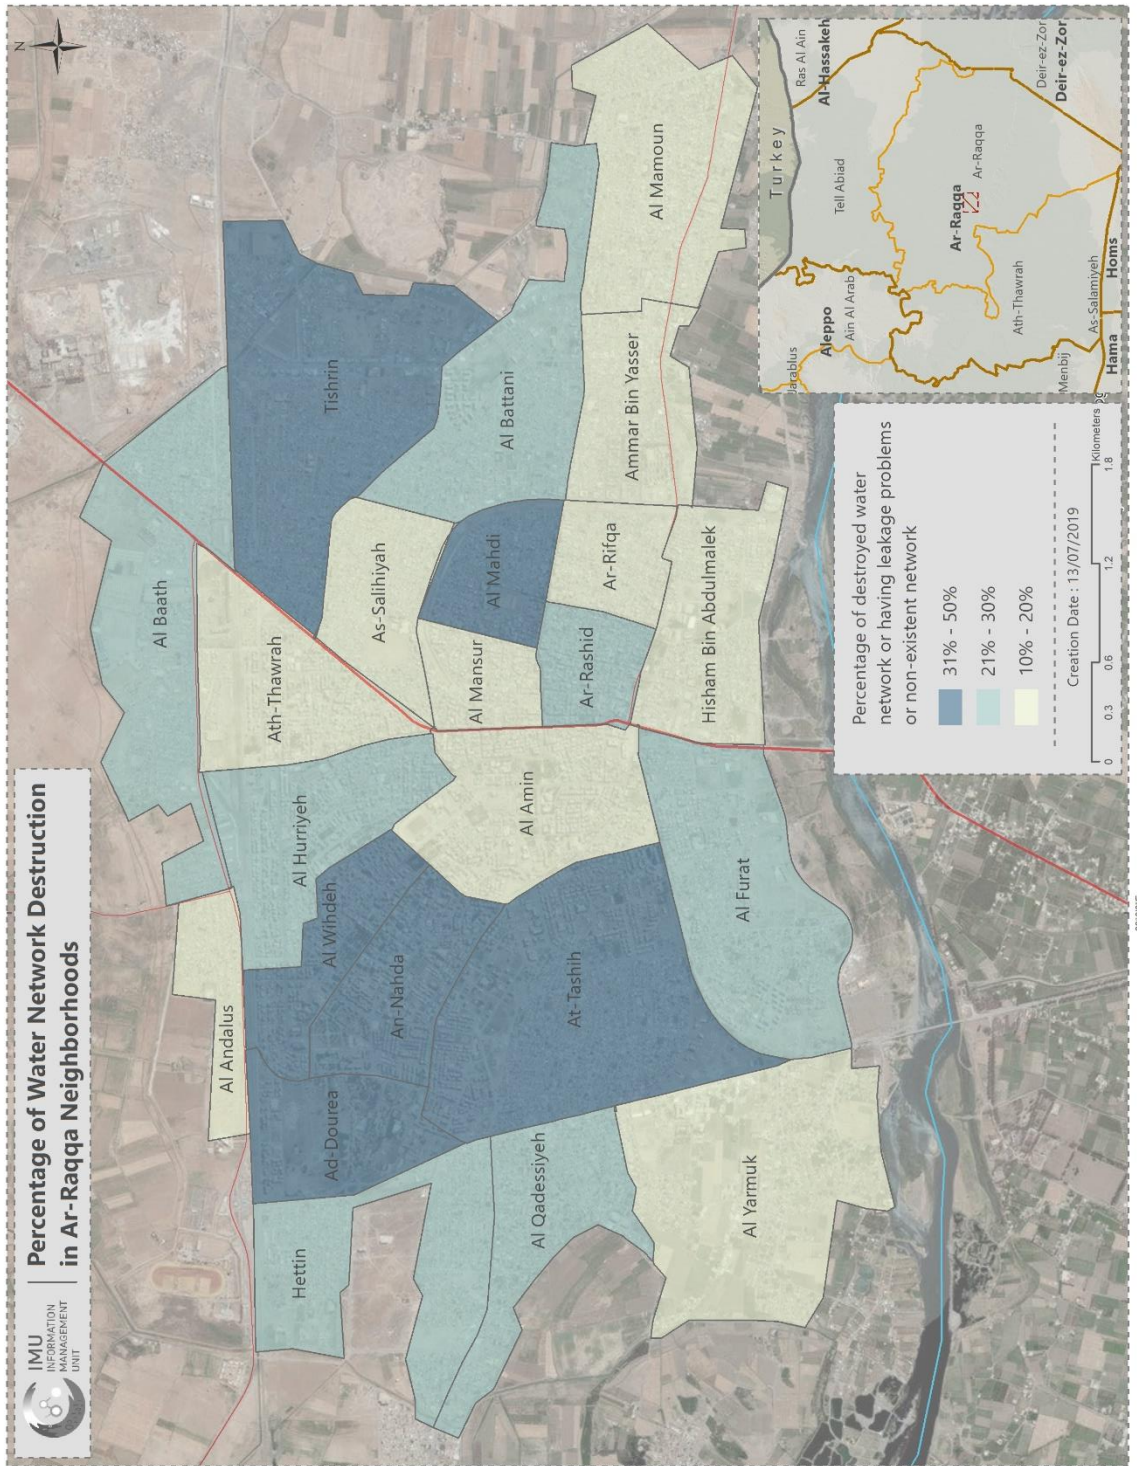 IMU
INFORMATION
MANAGEMENT
UNIT
Percentage of Water Network Destruction
in Ar-Raqqa Neighborhoods
N
Al Baath
Tishrin
Ath-Thawrah
Al Andalus
Al Hurriyeh
As-Salihiyah
Al Wihdeh
Hettin
Ad-Dourea
An-Nahda
Al Mansur
Al Mahdi
Al Battani
Al Amin
Al Qadessiyeh
At-Tashih
Ar-Rashid
Ar-Rifqa
Ammar Bin Yasser
Al Mamoun
Hisham Bin Abdulmalek
Al Furat
Al Yarmuk
Percentage of destroyed water
network or having leakage problems
or non-existent network
31% - 50%
21% - 30%
10% - 20%
Creation Date : 13/07/2019
0 0.3 0.6 1.2 1.8
Kilometers
Turkey
Jarablus
Aleppo
Ain Al Arab
Tell Abiad
Ras Al Ain
Al-Hassakeh
Ar-Raqqa
Ar-Raqqa
Menbij
Ath-Thawrah
Deir-ez-Zor
Deir-ez-Zor
As-Salamiyeh
Hama
Homs